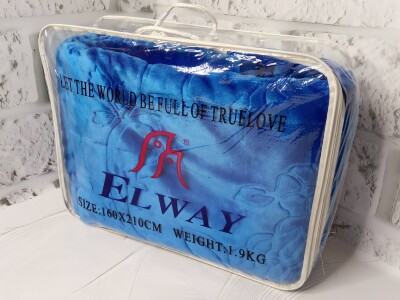 LET THE WORLD BE FULL OF TRUELOVE
®
ELWAY
SIZE:160X210CM WEIGHT:1.9KG